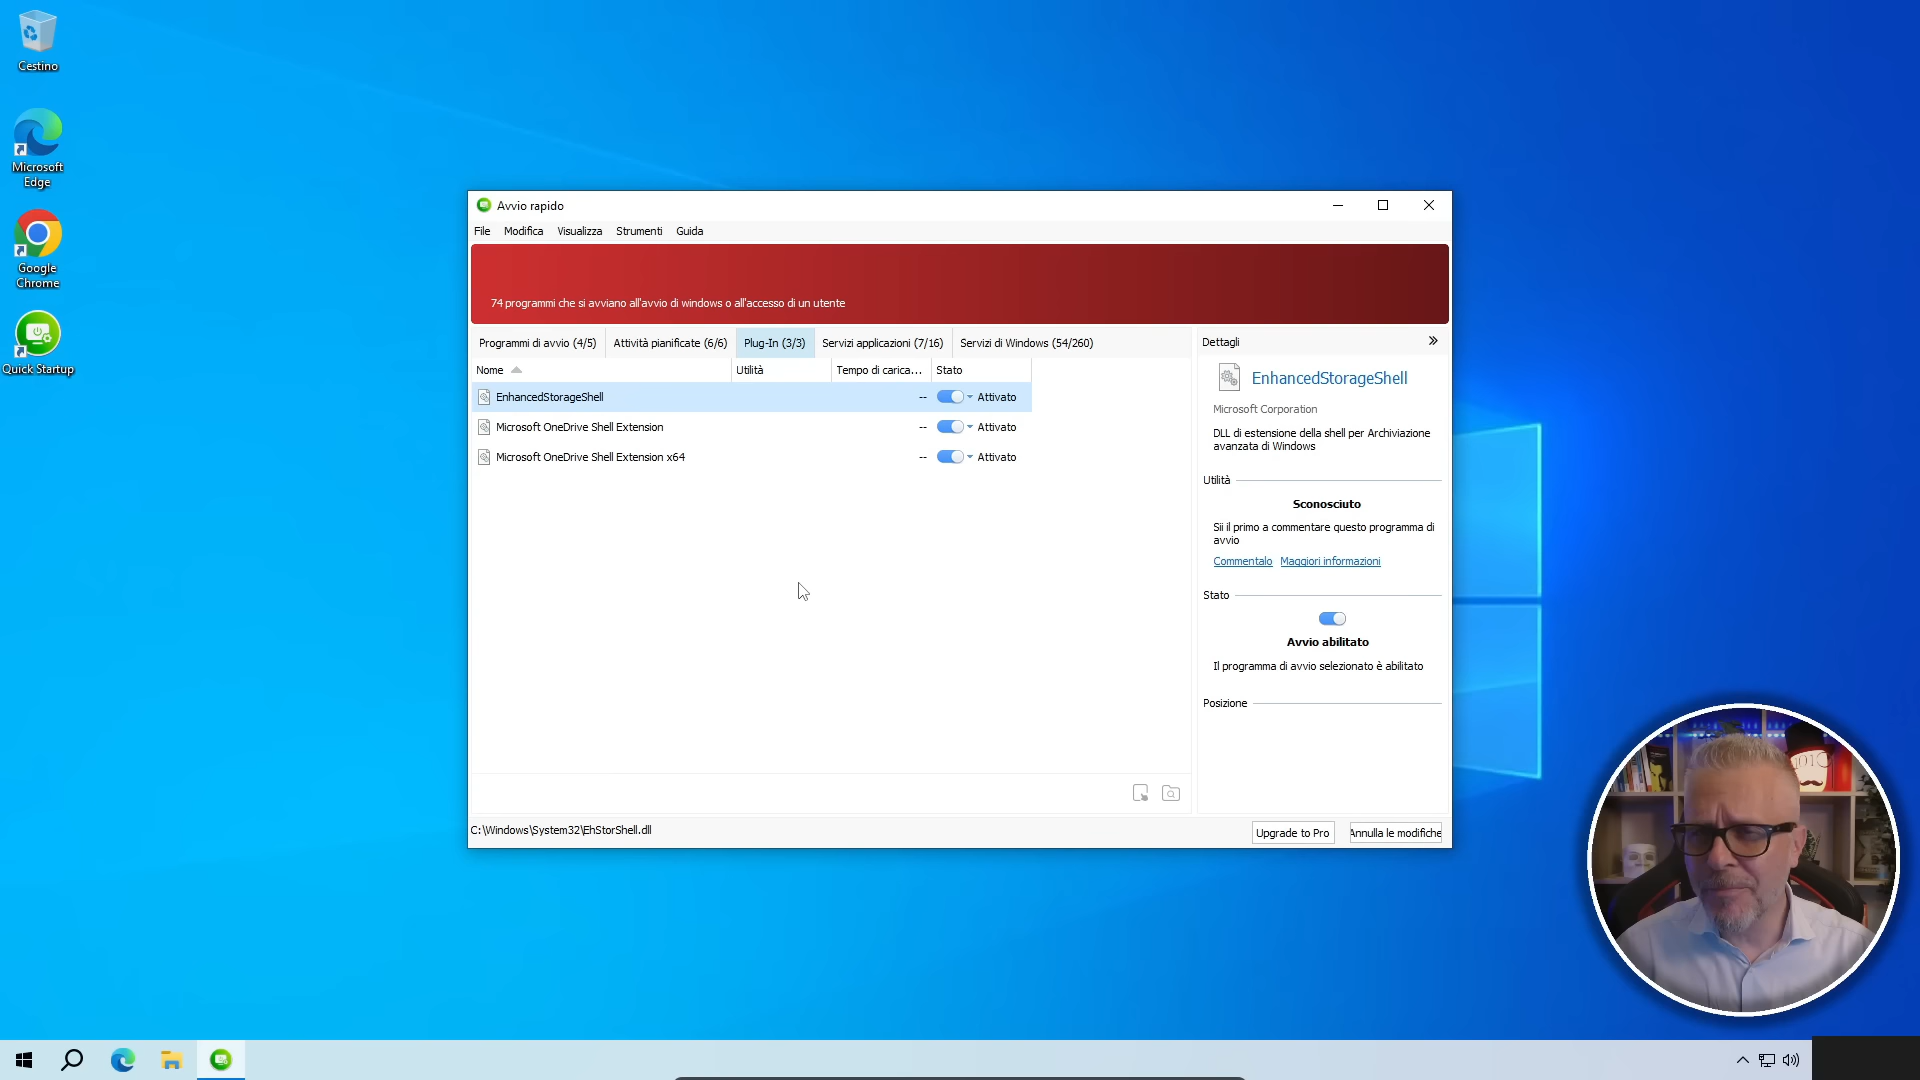 Cestino
Microsoft
Edge
Google
Chrome
Quick Startup
Avvio rapido
File Modifica Visualizza Strumenti Guida
74 programmi che si avviano all'avvio di windows o all'accesso di un utente
Programmi di avvio (4/5) Attività pianificate (6/6) Plug-In (3/3) Servizi applicazioni (7/16) Servizi di Windows (54/260)
Nome Utilità Tempo di carica... Stato
EnhancedStorageShell -- Attivato
Microsoft OneDrive Shell Extension -- Attivato
Microsoft OneDrive Shell Extension x64 -- Attivato
Dettagli
EnhancedStorageShell
Microsoft Corporation
DLL di estensione della shell per Archiviazione
avanzata di Windows
Utilità
Sconosciuto
Sii il primo a commentare questo programma di
avvio
Commentalo Maggiori informazioni
Stato
Avvio abilitato
Il programma di avvio selezionato è abilitato
Posizione
C:\Windows\System32\EhStorShell.dll
Upgrade to Pro
Annulla le modifiche